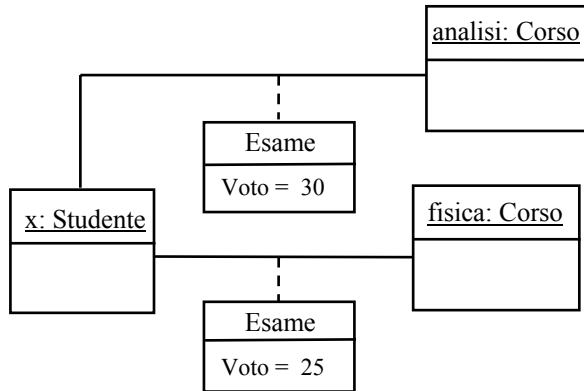 analisi: Corso
Esame
Voto = 30
x: Studente
fisica: Corso
Esame
Voto = 25